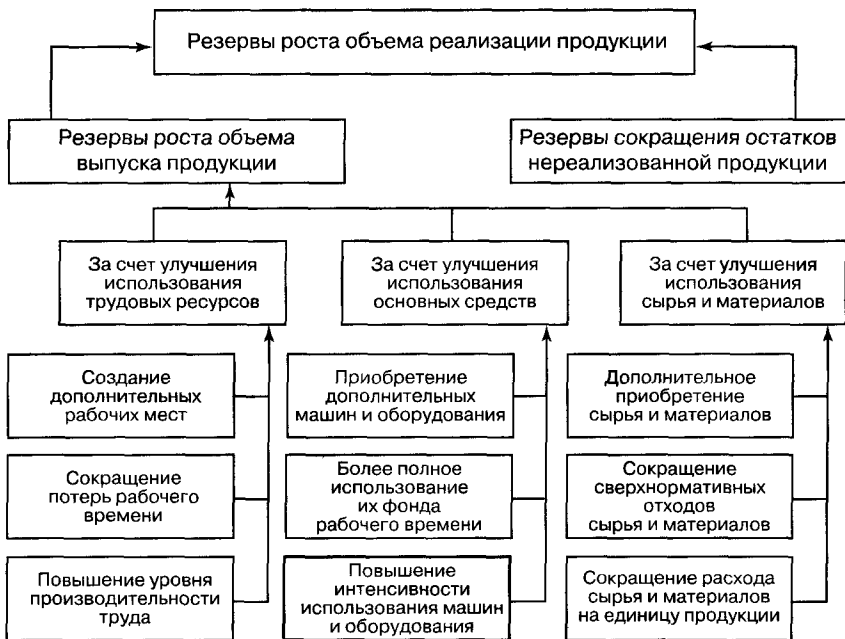 Резервы роста объема реализации продукции
Резервы роста объема
выпуска продукции
Резервы сокращения остатков
нереализованной продукции
За счет улучшения
использования
трудовых ресурсов
За счет улучшения
использования
основных средств
За счет улучшения
использования
сырья и материалов
Создание
дополнительных
рабочих мест
Приобретение
дополнительных
машин и оборудования
Дополнительное
приобретение
сырья и материалов
Сокращение
потерь рабочего
времени
Более полное
использование
их фонда
рабочего времени
Сокращение
сверхнормативных
отходов
сырья и материалов
Повышение уровня
производительности
труда
Повышение
интенсивности
использования машин
и оборудования
Сокращение расхода
сырья и материалов
на единицу продукции